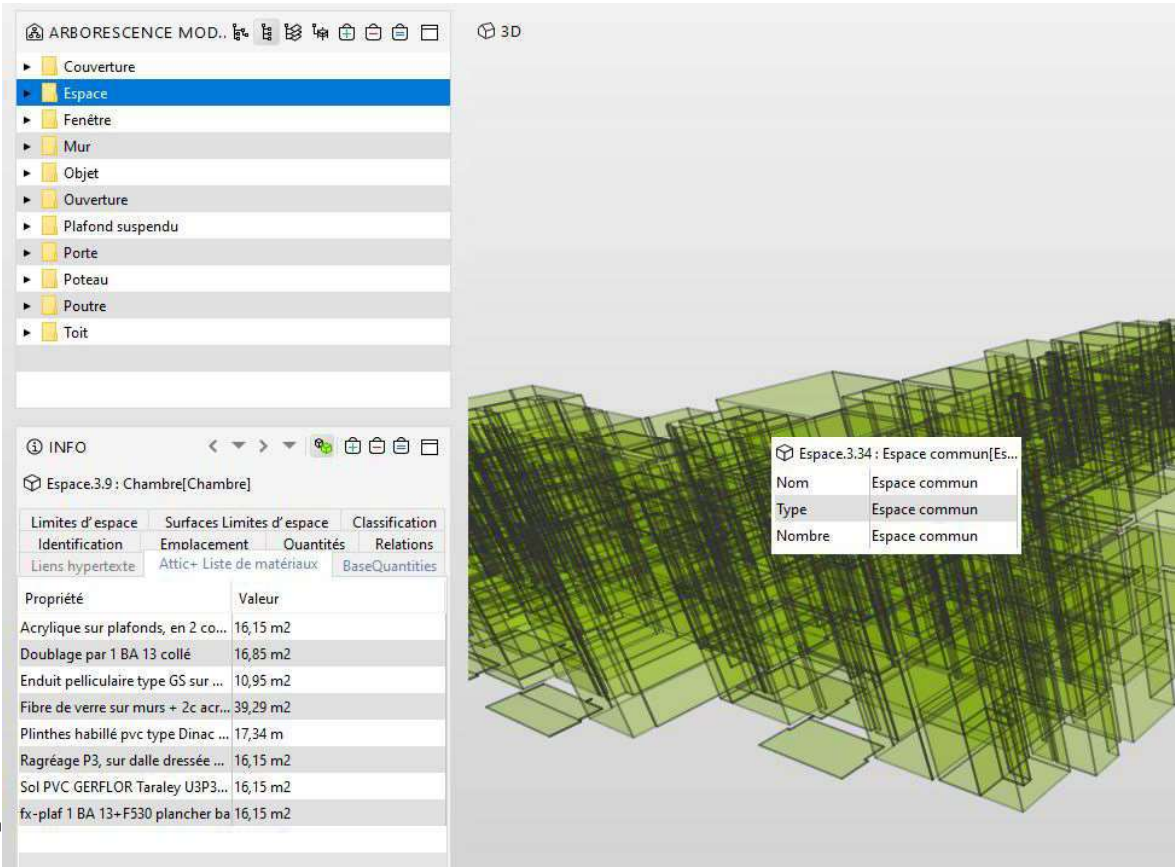 ARBORESCENCE MOD..
Couverture
Espace
Fenêtre
Mur
Objet
Ouverture
Plafond suspendu
Porte
Poteau
Poutre
Toit
INFO
Espace.3.9 : Chambre[Chambre]
Limites d'espace Surfaces Limites d'espace Classification
Identification Emplacement Quantités Relations
Liens hypertexte Attic+ Liste de matériaux BaseQuantities
Propriété Valeur
Acrylique sur plafonds, en 2 co... 16,15 m2
Doublage par 1 BA 13 collé 16,85 m2
Enduit pelliculaire type GS sur ... 10,95 m2
Fibre de verre sur murs + 2c acr... 39,29 m2
Plinthes habillé pvc type Dinac ... 17,34 m
Ragréage P3, sur dalle dressée ... 16,15 m2
Sol PVC GERFLOR Taraley U3P3... 16,15 m2
fx-plaf 1 BA 13+F530 plancher ba 16,15 m2
3D
Espace.3.34 : Espace commun[Es...
Nom Espace commun
Type Espace commun
Nombre Espace commun